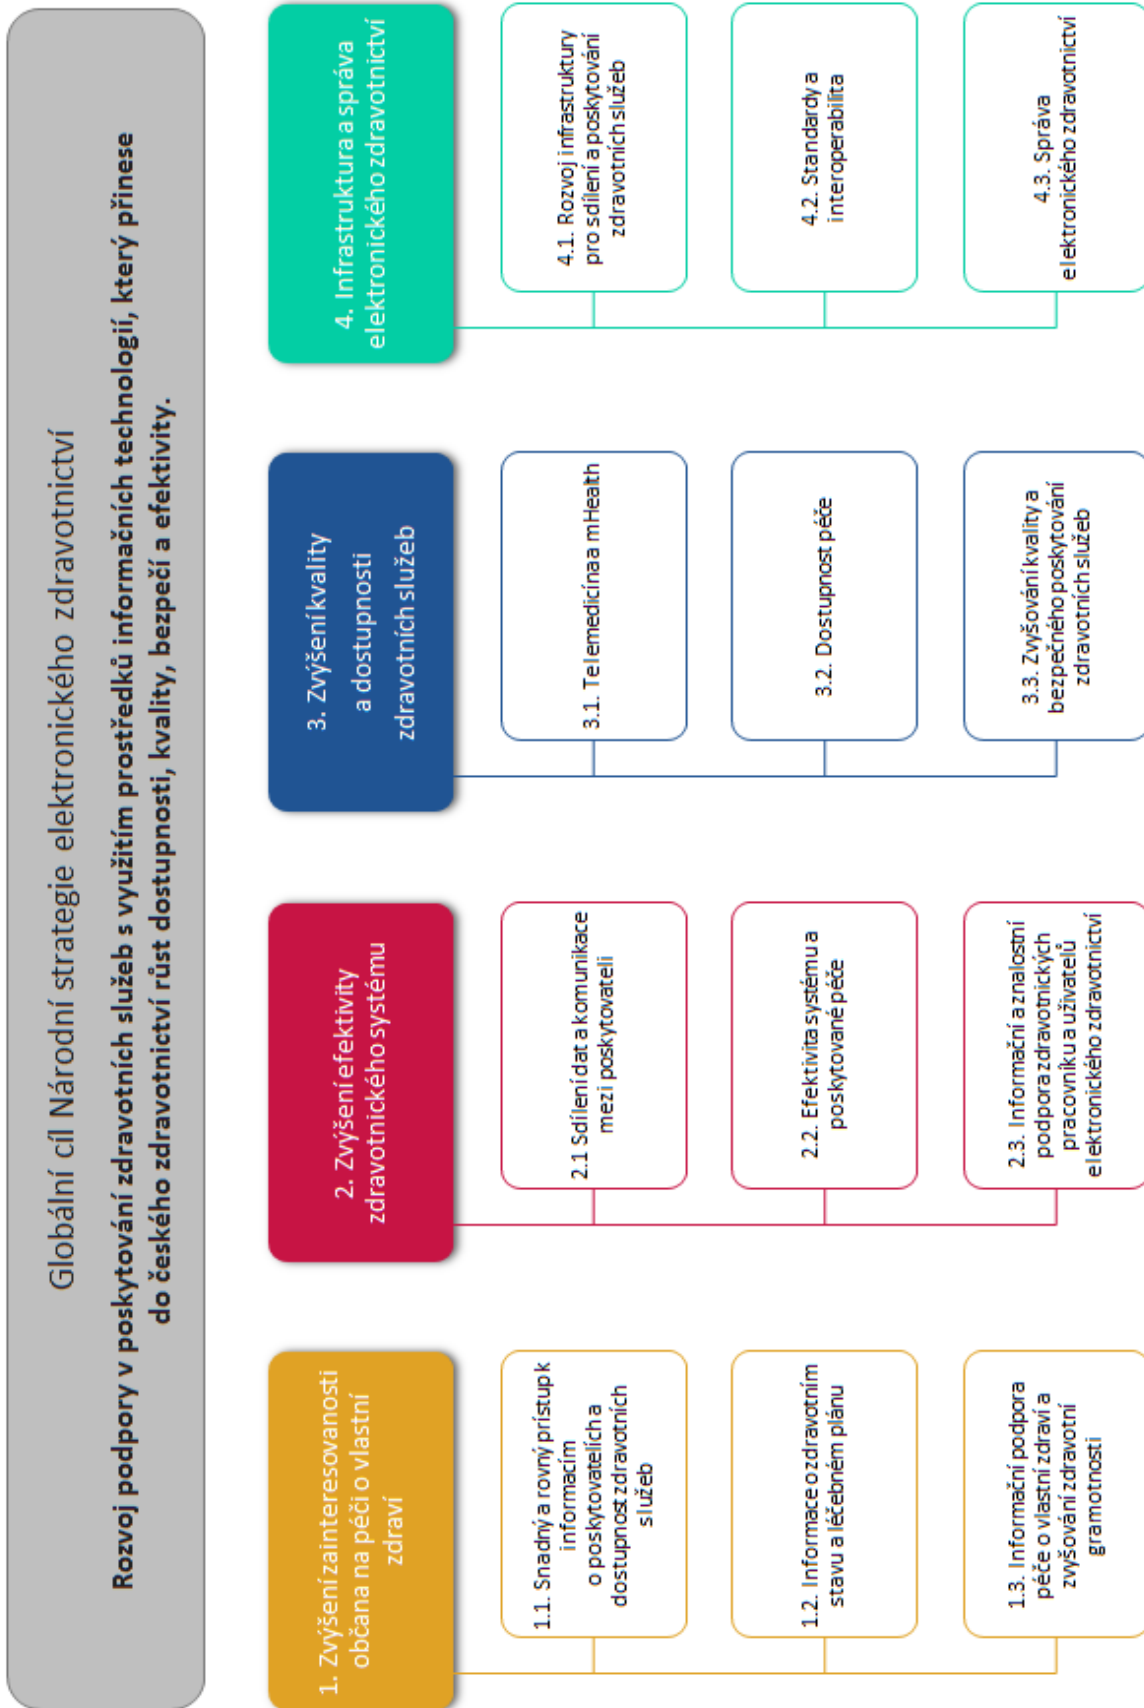 Globální cíl Národní strategie elektronického zdravotnictví
Rozvoj podpory v poskytování zdravotních služeb s využitím prostředků informačních technologií, který přinese
do českého zdravotnictví růst dostupnosti, kvality, bezpečí a efektivity.
1. Zvýšení zainteresovanosti
občana na péči o vlastní
zdraví
1.1. Snadný a rovný prístup k
informacím
o poskytovatelích a
dostupnost zdravotních
služeb
1.2. Informace o zdravotním
stavu a léčebném plánu
1.3. Informační podpora
péče o vlastní zdraví a
zvyšování zdravotní
gramotnosti
2. Zvýšení efektivity
zdravotnického systému
2.1 Sdílení dat a komunikace
mezi poskytovateli
2.2. Efektivita systému a
poskytované péče
2.3. Informační a znalostní
podpora zdravotnických
pracovníku a uživatelů
elektronického zdravotnictví
3. Zvýšení kvality
a dostupnosti
zdravotních služeb
3.1. Telemedicína a mHealth
3.2. Dostupnost péče
3.3. Zvyšování kvality a
bezpečného poskytování
zdravotních služeb
4. Infrastruktura a správa
elektronického zdravotnictví
4.1. Rozvoj infrastruktury
pro sdílení a poskytování
zdravotních služeb
4.2. Standardy a
interoperabilita
4.3. Správa
elektronického zdravotnictví